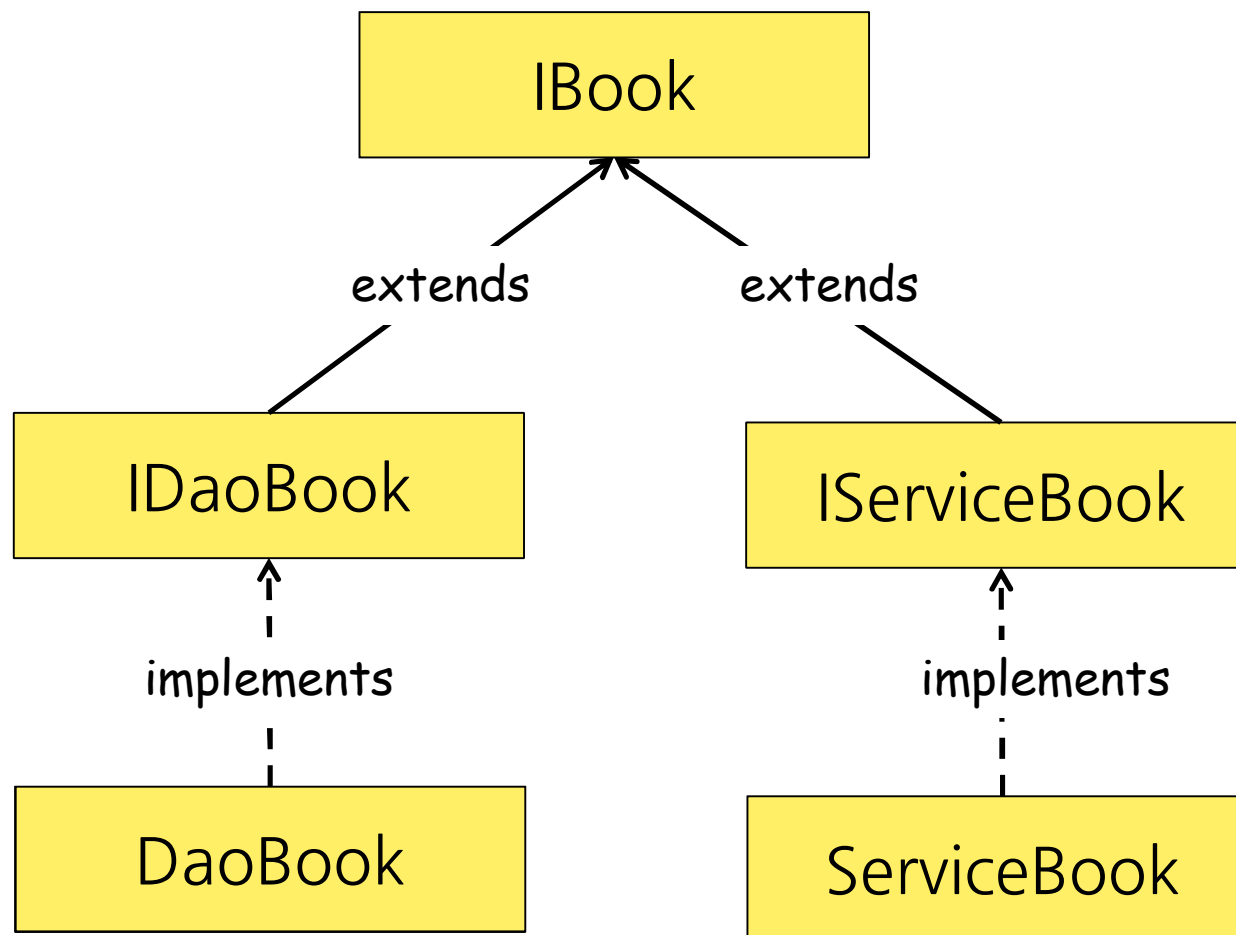 IBook
extends
extends
IDaoBook
IServiceBook
implements
implements
DaoBook
ServiceBook